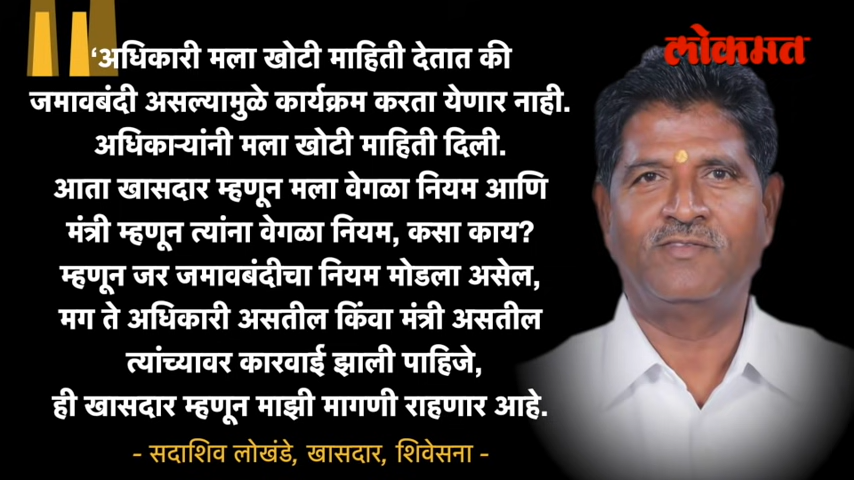 लोकमत
‘अधिकारी मला खोटी माहिती देतात की
जमावबंदी असल्यामुळे कार्यक्रम करता येणार नाही.
अधिकाऱ्यांनी मला खोटी माहिती दिली.
आता खासदार म्हणून मला वेगळा नियम आणि
मंत्री म्हणून त्यांना वेगळा नियम, कसा काय?
म्हणून जर जमावबंदीचा नियम मोडला असेल,
मग ते अधिकारी असतील किंवा मंत्री असतील
त्यांच्यावर कारवाई झाली पाहिजे,
ही खासदार म्हणून माझी मागणी राहणार आहे.
- सदाशिव लोखंडे, खासदार, शिवेसना -